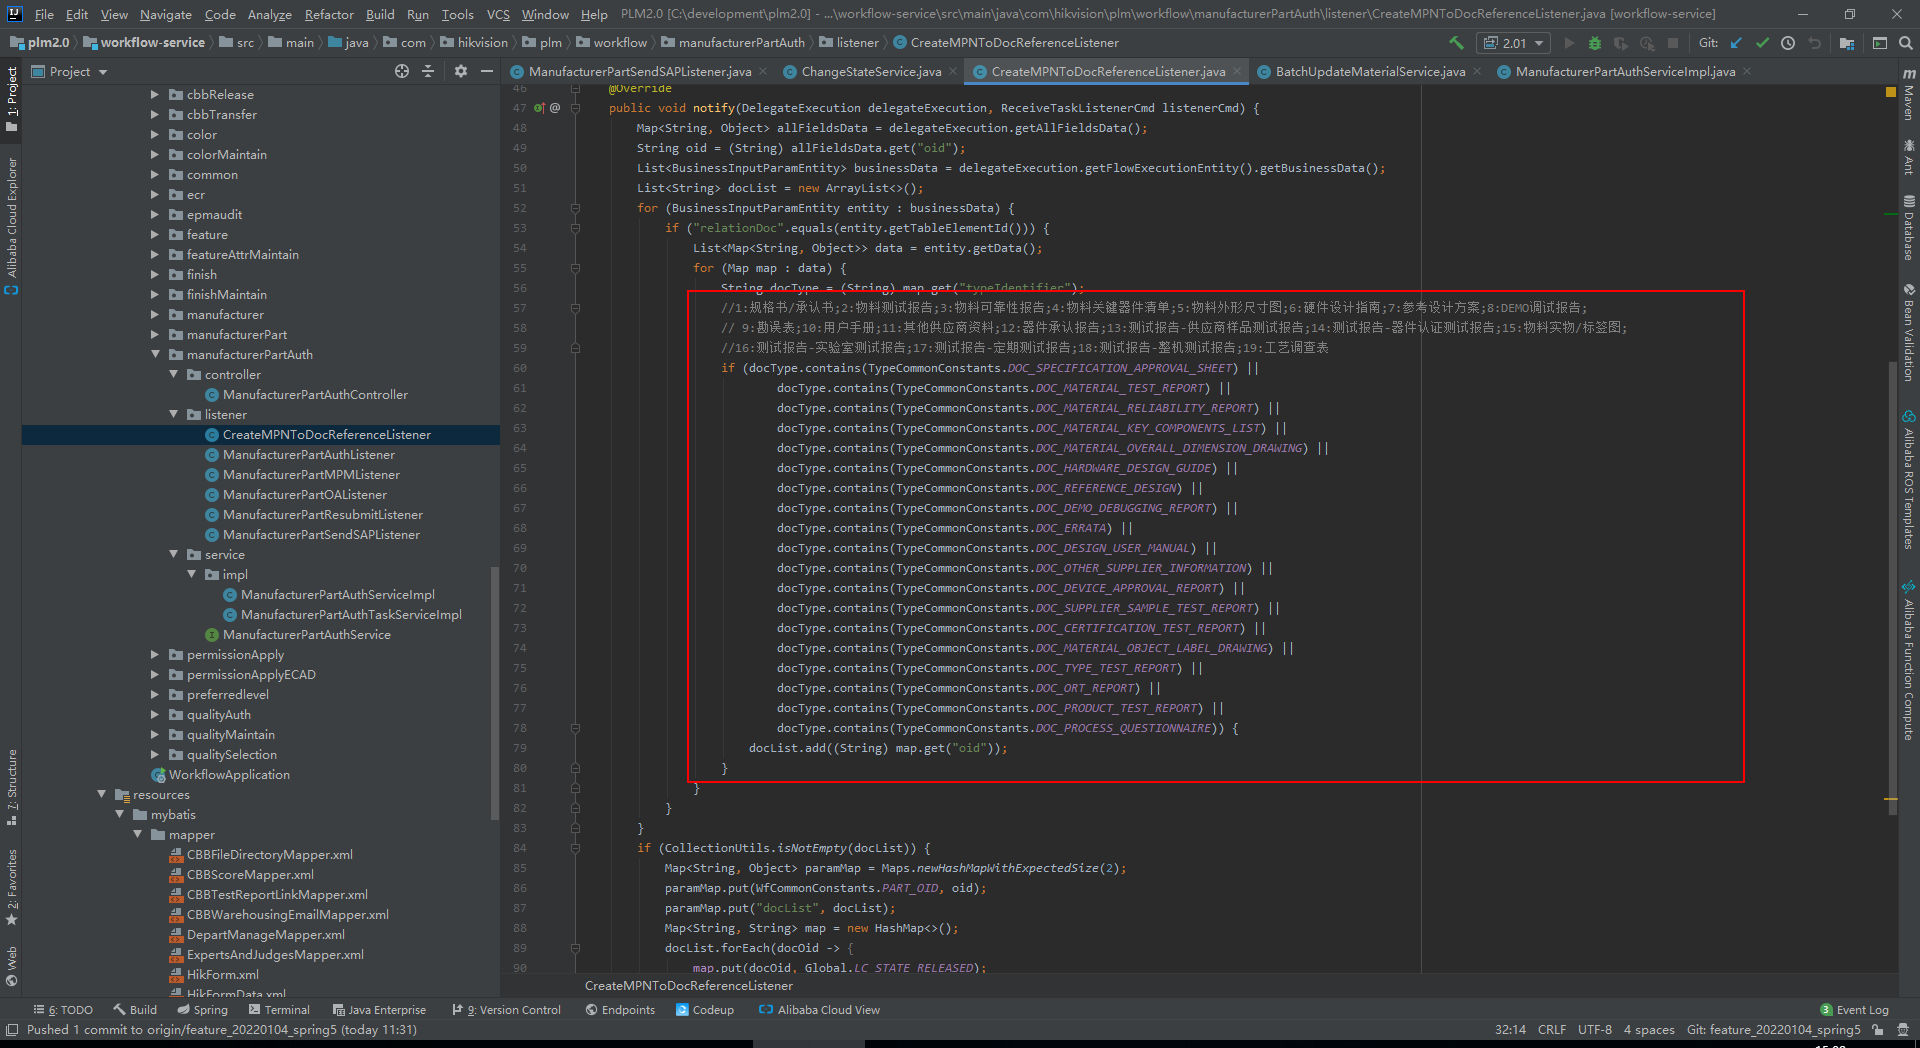 File Edit View Navigate Code Analyze Refactor Build Run Tools VCS Window Help PLM2.0 [C:\development\plm2.0] - ...\workflow-service\src\main\java\com\hikvision\plm\workflow\manufacturerPartAuth\listener\CreateMPNToDocReferenceListener.java [workflow-service]
plm2.0 workflow-service src main java com hikvision plm workflow manufacturerPartAuth listener CreateMPNToDocReferenceListener 2.01 Git:
Project ManufacturerPartSendSAPListener.java ChangeStateService.java CreateMPNToDocReferenceListener.java BatchUpdateMaterialService.java ManufacturerPartAuthServiceImpl.java
1: Project
Alibaba Cloud Explorer
7: Structure
2: Favorites
Web
cbbRelease
cbbTransfer
color
colorMaintain
common
ecr
epmaudit
feature
featureAttrMaintain
finish
finishMaintain
manufacturer
manufacturerPart
manufacturerPartAuth
controller
ManufacturerPartAuthController
listener
CreateMPNToDocReferenceListener
ManufacturerPartAuthListener
ManufacturerPartMPMListener
ManufacturerPartOAListener
ManufacturerPartResubmitListener
ManufacturerPartSendSAPListener
service
impl
ManufacturerPartAuthServiceImpl
ManufacturerPartAuthTaskServiceImpl
ManufacturerPartAuthService
permissionApply
permissionApplyECAD
preferredlevel
qualityAuth
qualityMaintain
qualitySelection
WorkflowApplication
resources
mybatis
mapper
CBBFileDirectoryMapper.xml
CBBScoreMapper.xml
CBBTestReportLinkMapper.xml
CBBWarehousingEmailMapper.xml
DepartManageMapper.xml
ExpertsAndJudgesMapper.xml
HikForm.xml
HikFormData.xml
46 @Override
47 public void notify(DelegateExecution delegateExecution, ReceiveTaskListenerCmd listenerCmd) {
48 Map<String, Object> allFieldsData = delegateExecution.getAllFieldsData();
49 String oid = (String) allFieldsData.get("oid");
50 List<BusinessInputParamEntity> businessData = delegateExecution.getFlowExecutionEntity().getBusinessData();
51 List<String> docList = new ArrayList<>();
52 for (BusinessInputParamEntity entity : businessData) {
53 if ("relationDoc".equals(entity.getTableElementId())) {
54 List<Map<String, Object>> data = entity.getData();
55 for (Map map : data) {
56 String docType = (String) map.get("typeIdentifier");
57 //1:规格书/承认书;2:物料测试报告;3:物料可靠性报告;4:物料关键器件清单;5:物料外形尺寸图;6:硬件设计指南;7:参考设计方案;8:DEMO调试报告;
58 // 9:勘误表;10:用户手册;11:其他供应商资料;12:器件承认报告;13:测试报告-供应商样品测试报告;14:测试报告-器件认证测试报告;15:物料实物/标签图;
59 //16:测试报告-实验室测试报告;17:测试报告-定期测试报告;18:测试报告-整机测试报告;19:工艺调查表
60 if (docType.contains(TypeCommonConstants.DOC_SPECIFICATION_APPROVAL_SHEET) ||
61 docType.contains(TypeCommonConstants.DOC_MATERIAL_TEST_REPORT) ||
62 docType.contains(TypeCommonConstants.DOC_MATERIAL_RELIABILITY_REPORT) ||
63 docType.contains(TypeCommonConstants.DOC_MATERIAL_KEY_COMPONENTS_LIST) ||
64 docType.contains(TypeCommonConstants.DOC_MATERIAL_OVERALL_DIMENSION_DRAWING) ||
65 docType.contains(TypeCommonConstants.DOC_HARDWARE_DESIGN_GUIDE) ||
66 docType.contains(TypeCommonConstants.DOC_REFERENCE_DESIGN) ||
67 docType.contains(TypeCommonConstants.DOC_DEMO_DEBUGGING_REPORT) ||
68 docType.contains(TypeCommonConstants.DOC_ERRATA) ||
69 docType.contains(TypeCommonConstants.DOC_DESIGN_USER_MANUAL) ||
70 docType.contains(TypeCommonConstants.DOC_OTHER_SUPPLIER_INFORMATION) ||
71 docType.contains(TypeCommonConstants.DOC_DEVICE_APPROVAL_REPORT) ||
72 docType.contains(TypeCommonConstants.DOC_SUPPLIER_SAMPLE_TEST_REPORT) ||
73 docType.contains(TypeCommonConstants.DOC_CERTIFICATION_TEST_REPORT) ||
74 docType.contains(TypeCommonConstants.DOC_MATERIAL_OBJECT_LABEL_DRAWING) ||
75 docType.contains(TypeCommonConstants.DOC_TYPE_TEST_REPORT) ||
76 docType.contains(TypeCommonConstants.DOC_ORT_REPORT) ||
77 docType.contains(TypeCommonConstants.DOC_PRODUCT_TEST_REPORT) ||
78 docType.contains(TypeCommonConstants.DOC_PROCESS_QUESTIONNAIRE)) {
79 docList.add((String) map.get("oid"));
80 }
81 }
82 }
83 }
84 if (CollectionUtils.isNotEmpty(docList)) {
85 Map<String, Object> paramMap = Maps.newHashMapWithExpectedSize(2);
86 paramMap.put(WfCommonConstants.PART_OID, oid);
87 paramMap.put("docList", docList);
88 Map<String, String> map = new HashMap<>();
89 docList.forEach(docOid -> {
90 map.put(docOid, Global.LC_STATE_RELEASED);
CreateMPNToDocReferenceListener
Maven
Ant
Database
Bean Validation
Alibaba ROS Templates
Alibaba Function Compute
6: TODO Build Spring Terminal Java Enterprise 9: Version Control Endpoints Codeup Alibaba Cloud View 3 Event Log
Pushed 1 commit to origin/feature_20220104_spring5 (today 11:31) 32:14 CRLF UTF-8 4 spaces Git: feature_20220104_spring5